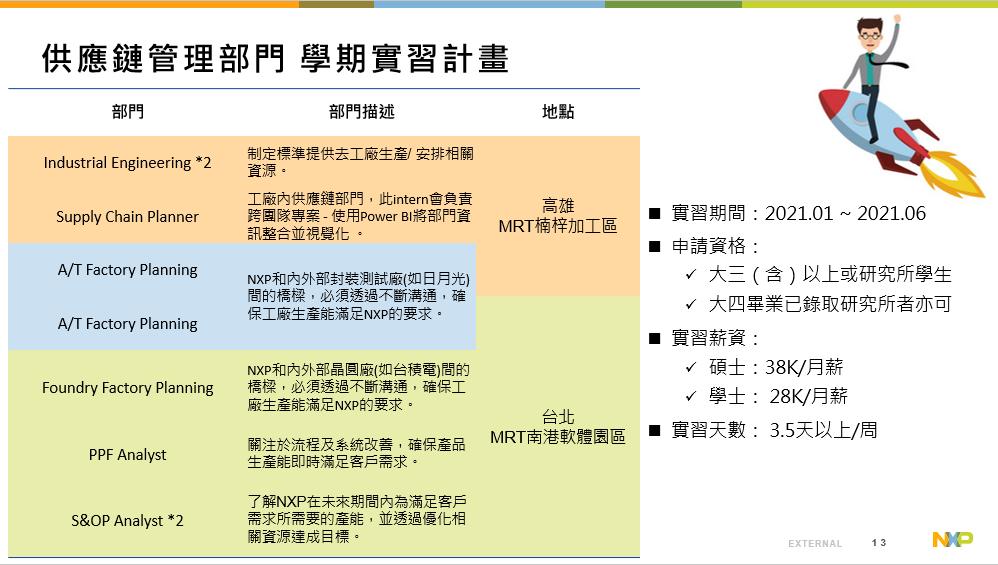 供應鏈管理部門 學期實習計畫
部門
部門描述
地點
Industrial Engineering *2
制定標準提供去工廠生產/ 安排相關
資源。
Supply Chain Planner
工廠內供應鏈部門，此intern會負責
跨團隊專案 - 使用Power BI將部門資
訊整合並視覺化 。
高雄
MRT楠梓加工區
A/T Factory Planning
A/T Factory Planning
NXP和內外部封裝測試廠(如日月光)
間的橋樑，必須透過不斷溝通，確
保工廠生產能滿足NXP的要求。
Foundry Factory Planning
NXP和內外部晶圓廠(如台積電)間的
橋樑，必須透過不斷溝通，確保工
廠生產能滿足NXP的要求。
PPF Analyst
關注於流程及系統改善，確保產品
生產能即時滿足客戶需求。
S&OP Analyst *2
了解NXP在未來期間內為滿足客戶
需求所需要的產能，並透過優化相
關資源達成目標。
台北
MRT南港軟體園區
■ 實習期間：2021.01 ~ 2021.06
■ 申請資格：
✓ 大三（含）以上或研究所學生
✓ 大四畢業已錄取研究所者亦可
■ 實習薪資：
✓ 碩士：38K/月薪
✓ 學士： 28K/月薪
■ 實習天數： 3.5天以上/周
EXTERNAL
13
NXP